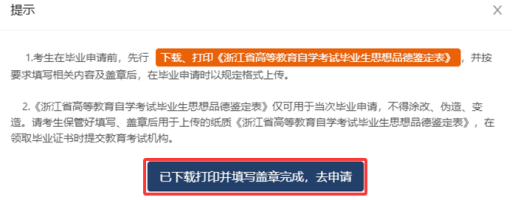 提示
1.考生在毕业申请前，先行 下载、打印《浙江省高等教育自学考试毕业生思想品德鉴定表》 ，并按
要求填写相关内容及盖章后，在毕业申请时以规定格式上传。
2.《浙江省高等教育自学考试毕业生思想品德鉴定表》仅可用于当次毕业申请，不得涂改、伪造、变
造。请考生保管好填写、盖章后用于上传的纸质《浙江省高等教育自学考试毕业生思想品德鉴定表》，在
领取毕业证书时提交教育考试机构。
已下载打印并填写盖章完成，去申请